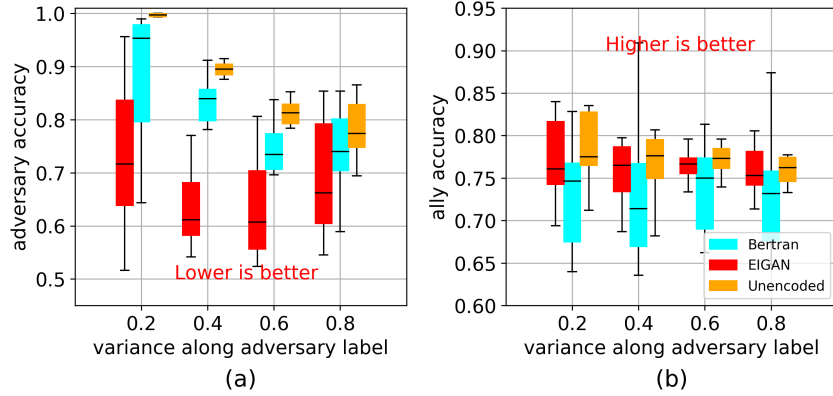 1.0
0.9
0.8
0.7
0.6
0.5
adversary accuracy
Lower is better
0.2 0.4 0.6 0.8
variance along adversary label
(a)
0.95
0.90
0.85
0.80
0.75
0.70
0.65
0.60
ally accuracy
Higher is better
Bertran
EIGAN
Unencoded
0.2 0.4 0.6 0.8
variance along adversary label
(b)